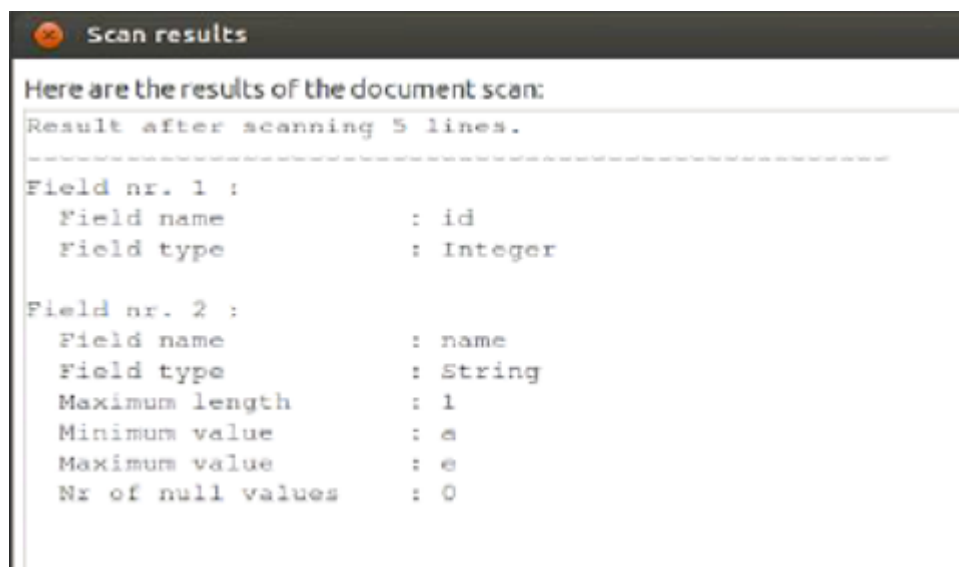 Scan results
Here are the results of the document scan:
Result after scanning 5 lines.
----------------------------------------------------
Field nr. 1 :
Field name : id
Field type : Integer
Field nr. 2 :
Field name : name
Field type : String
Maximum length : 1
Minimum value : a
Maximum value : e
Nr of null values : 0